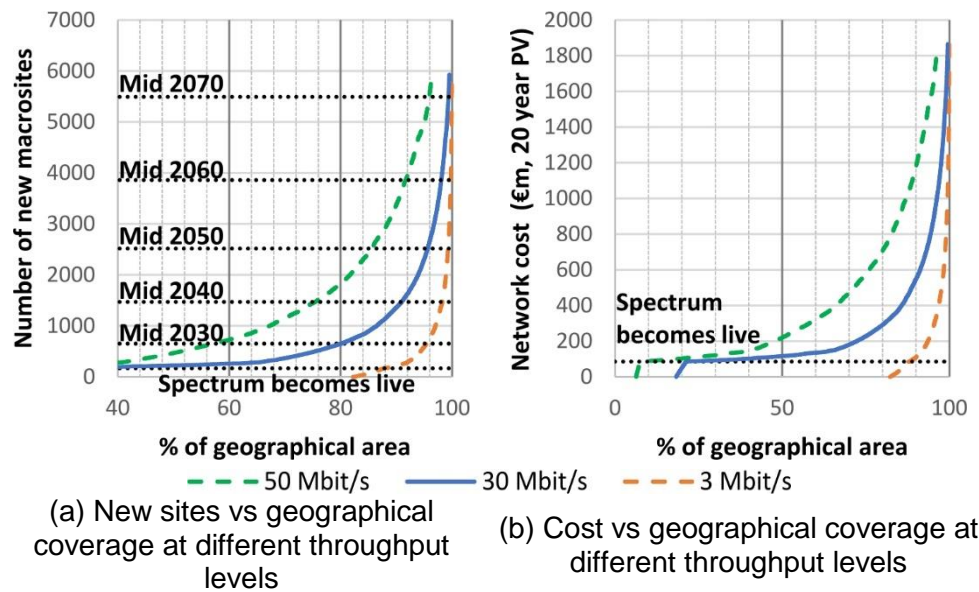 Number of new macrosites
7000
6000
5000
4000
3000
2000
1000
0
Mid 2070
Mid 2060
Mid 2050
Mid 2040
Mid 2030
Spectrum becomes live
40
60
80
100
% of geographical area
Network cost (€m, 20 year PV)
2000
1800
1600
1400
1200
1000
800
600
400
200
0
Spectrum
becomes live
0
50
100
% of geographical area
50 Mbit/s
30 Mbit/s
3 Mbit/s
(a) New sites vs geographical
coverage at different throughput
levels
(b) Cost vs geographical coverage at
different throughput levels